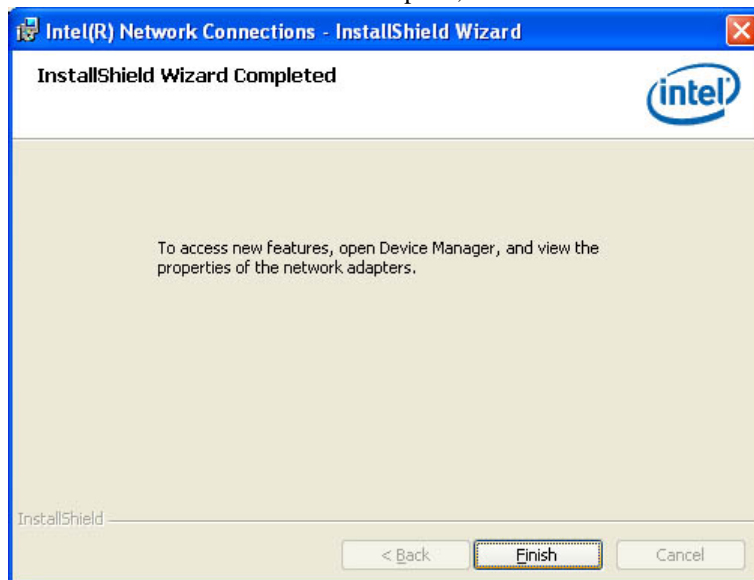 Intel(R) Network Connections - InstallShield Wizard
InstallShield Wizard Completed
intel
To access new features, open Device Manager, and view the
properties of the network adapters.
InstallShield
< Back Finish Cancel